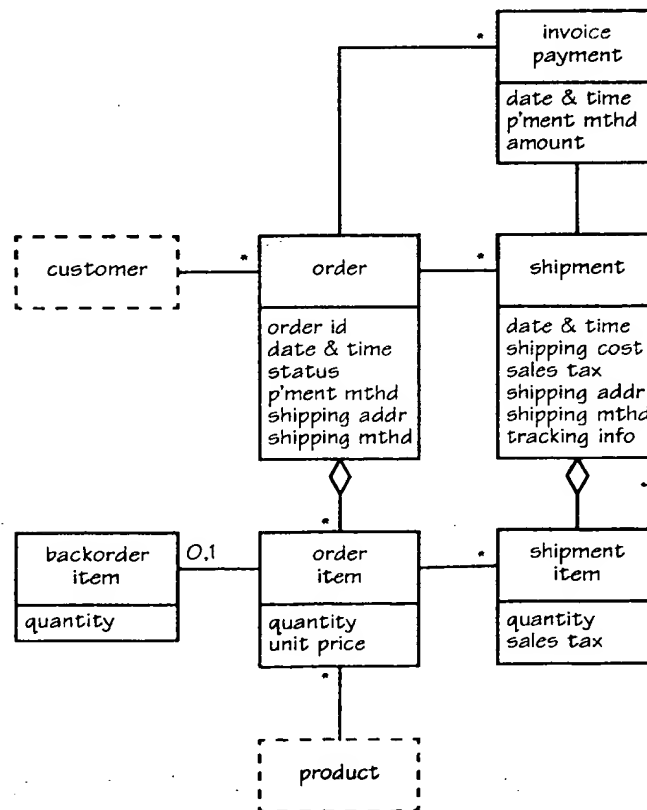 *
invoice
payment
date & time
p'ment mthd
amount
customer
*
order
*
shipment
order id
date & time
status
p'ment mthd
shipping addr
shipping mthd
date & time
shipping cost
sales tax
shipping addr
shipping mthd
tracking info
*
backorder
item
0,1
order
item
*
shipment
item
quantity
quantity
unit price
quantity
sales tax
*
product